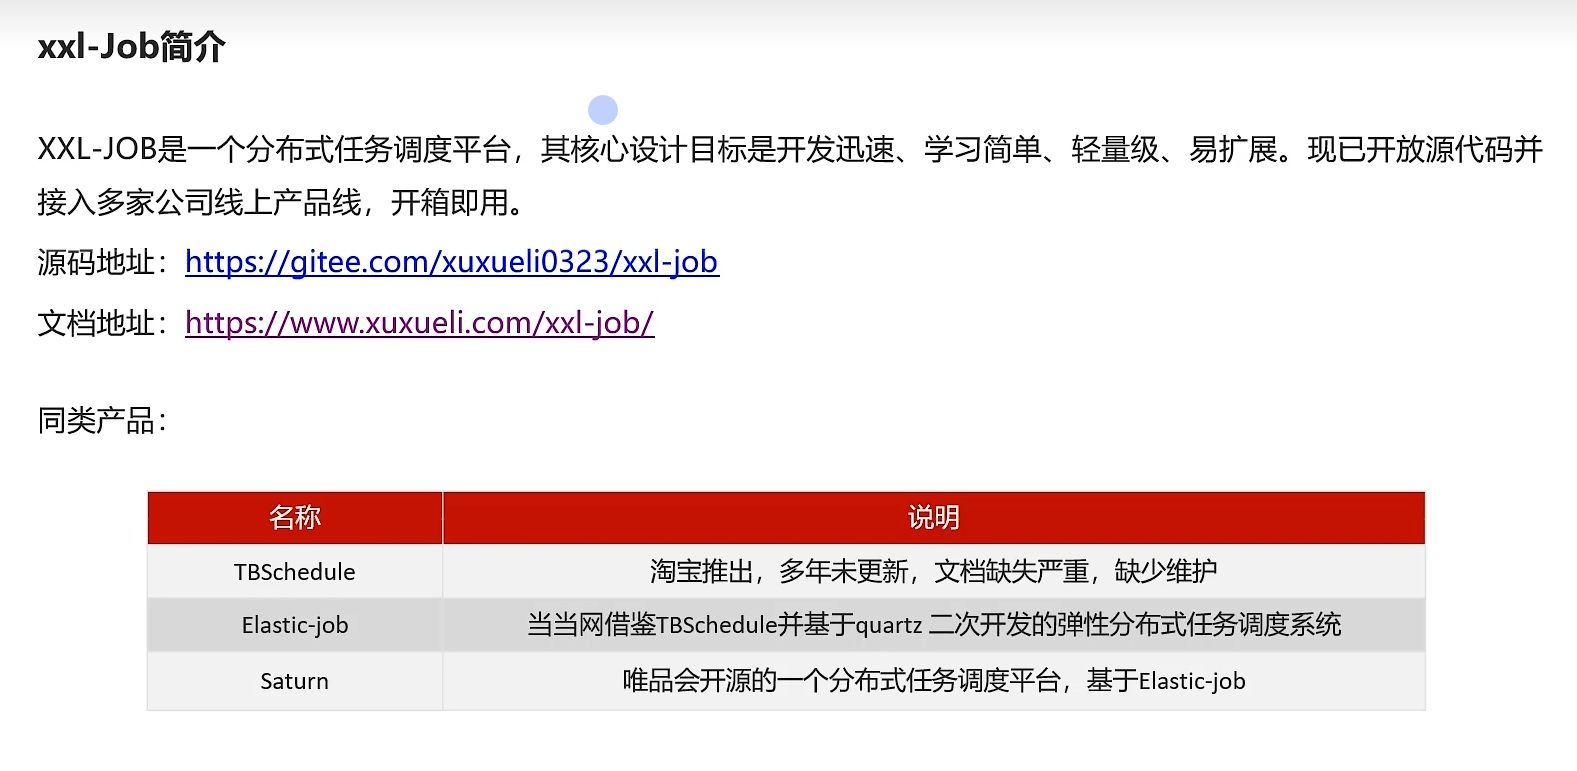 xxl-Job简介
XXL-JOB是一个分布式任务调度平台，其核心设计目标是开发迅速、学习简单、轻量级、易扩展。现已开放源代码并
接入多家公司线上产品线，开箱即用。
源码地址：https://gitee.com/xuxueli0323/xxl-job
文档地址：https://www.xuxueli.com/xxl-job/
同类产品：
名称 说明
TBSchedule 淘宝推出，多年未更新，文档缺失严重，缺少维护
Elastic-job 当当网借鉴TBSchedule并基于quartz 二次开发的弹性分布式任务调度系统
Saturn 唯品会开源的一个分布式任务调度平台，基于Elastic-job